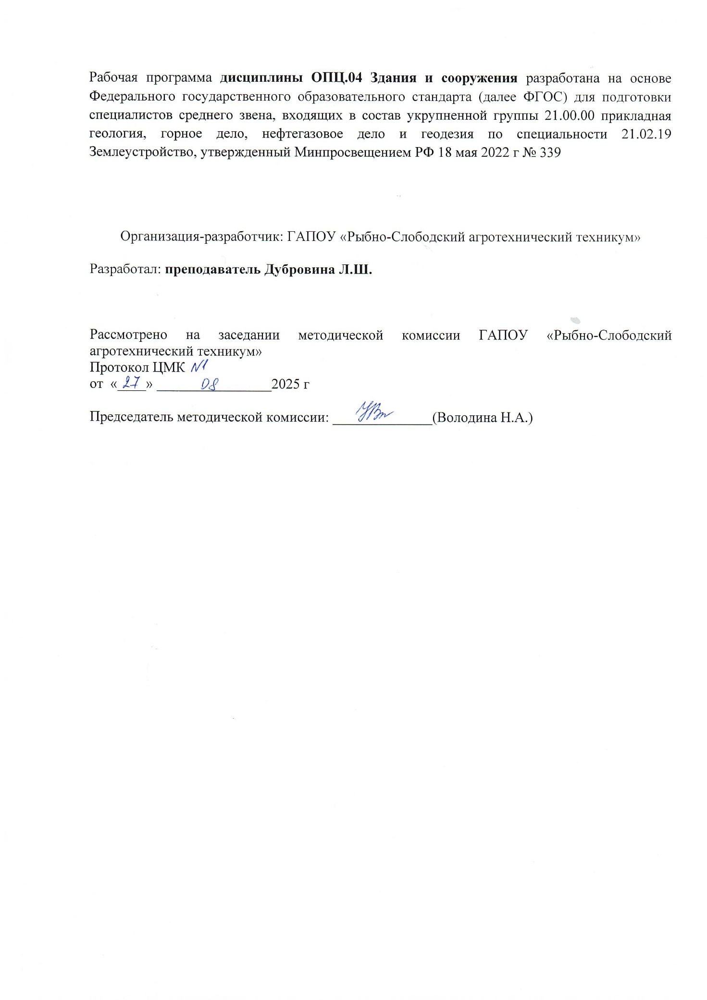 Рабочая программа дисциплины ОПЦ.04 Здания и сооружения разработана на основе
Федерального государственного образовательного стандарта (далее ФГОС) для подготовки
специалистов среднего звена, входящих в состав укрупненной группы 21.00.00 прикладная
геология, горное дело, нефтегазовое дело и геодезия по специальности 21.02.19
Землеустройство, утвержденный Минпросвещением РФ 18 мая 2022 г № 339
Организация-разработчик: ГАПОУ «Рыбно-Слободский агротехнический техникум»
Разработал: преподаватель Дубровина Л.Ш.
Рассмотрено на заседании методической комиссии ГАПОУ «Рыбно-Слободский
агротехнический техникум»
Протокол ЦМК №1
от «27» 08 2025 г
Председатель методической комиссии: (Володина Н.А.)